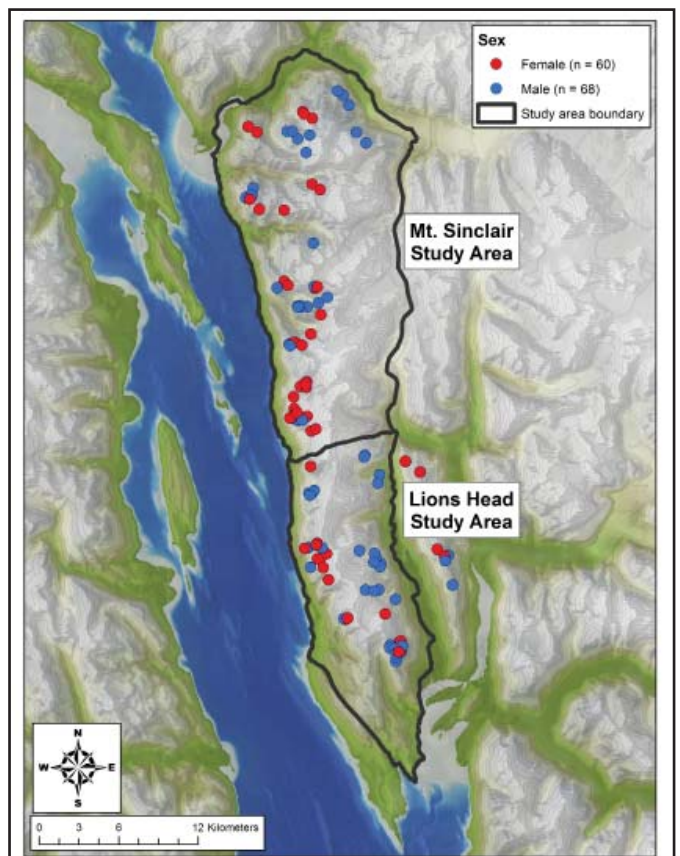 Sex
Female (n = 60)
Male (n = 68)
Study area boundary
Mt. Sinclair
Study Area
Lions Head
Study Area
N
W E
S
0 3 6 12 Kilometers